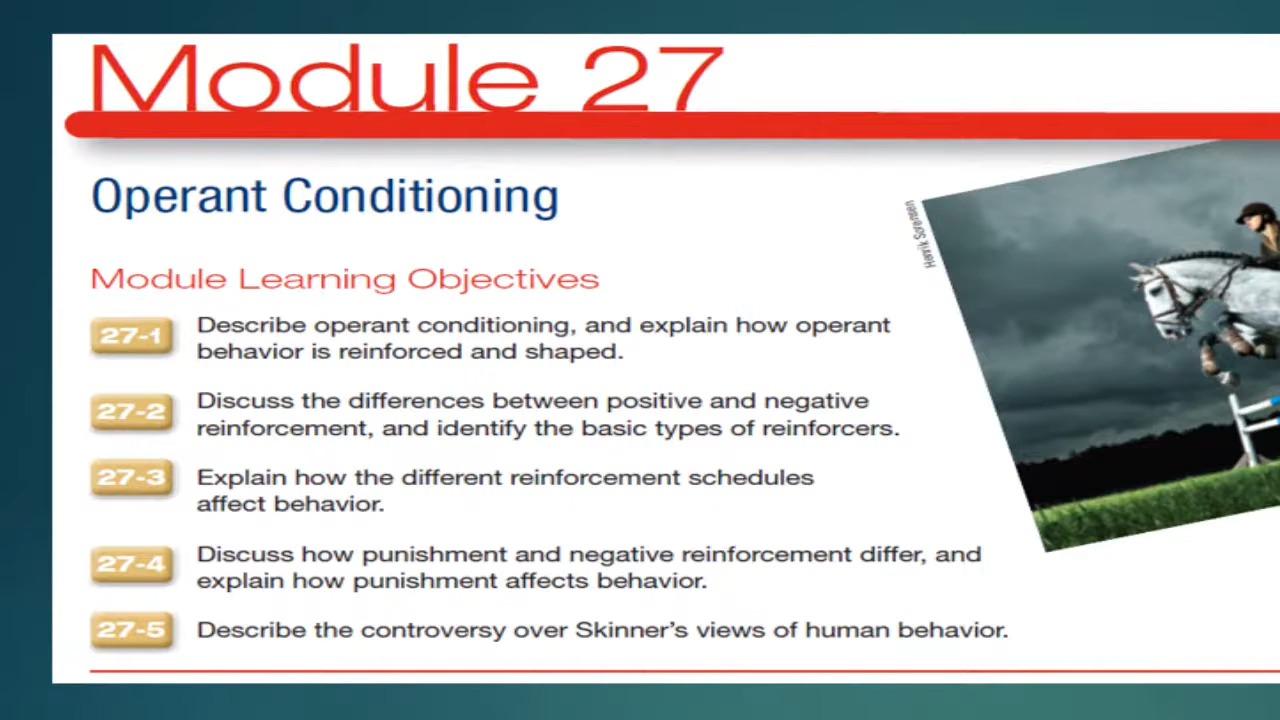 Module 27
Operant Conditioning
Henrik Sorensen
Module Learning Objectives
27-1 Describe operant conditioning, and explain how operant
behavior is reinforced and shaped.
27-2 Discuss the differences between positive and negative
reinforcement, and identify the basic types of reinforcers.
27-3 Explain how the different reinforcement schedules
affect behavior.
27-4 Discuss how punishment and negative reinforcement differ, and
explain how punishment affects behavior.
27-5 Describe the controversy over Skinner's views of human behavior.